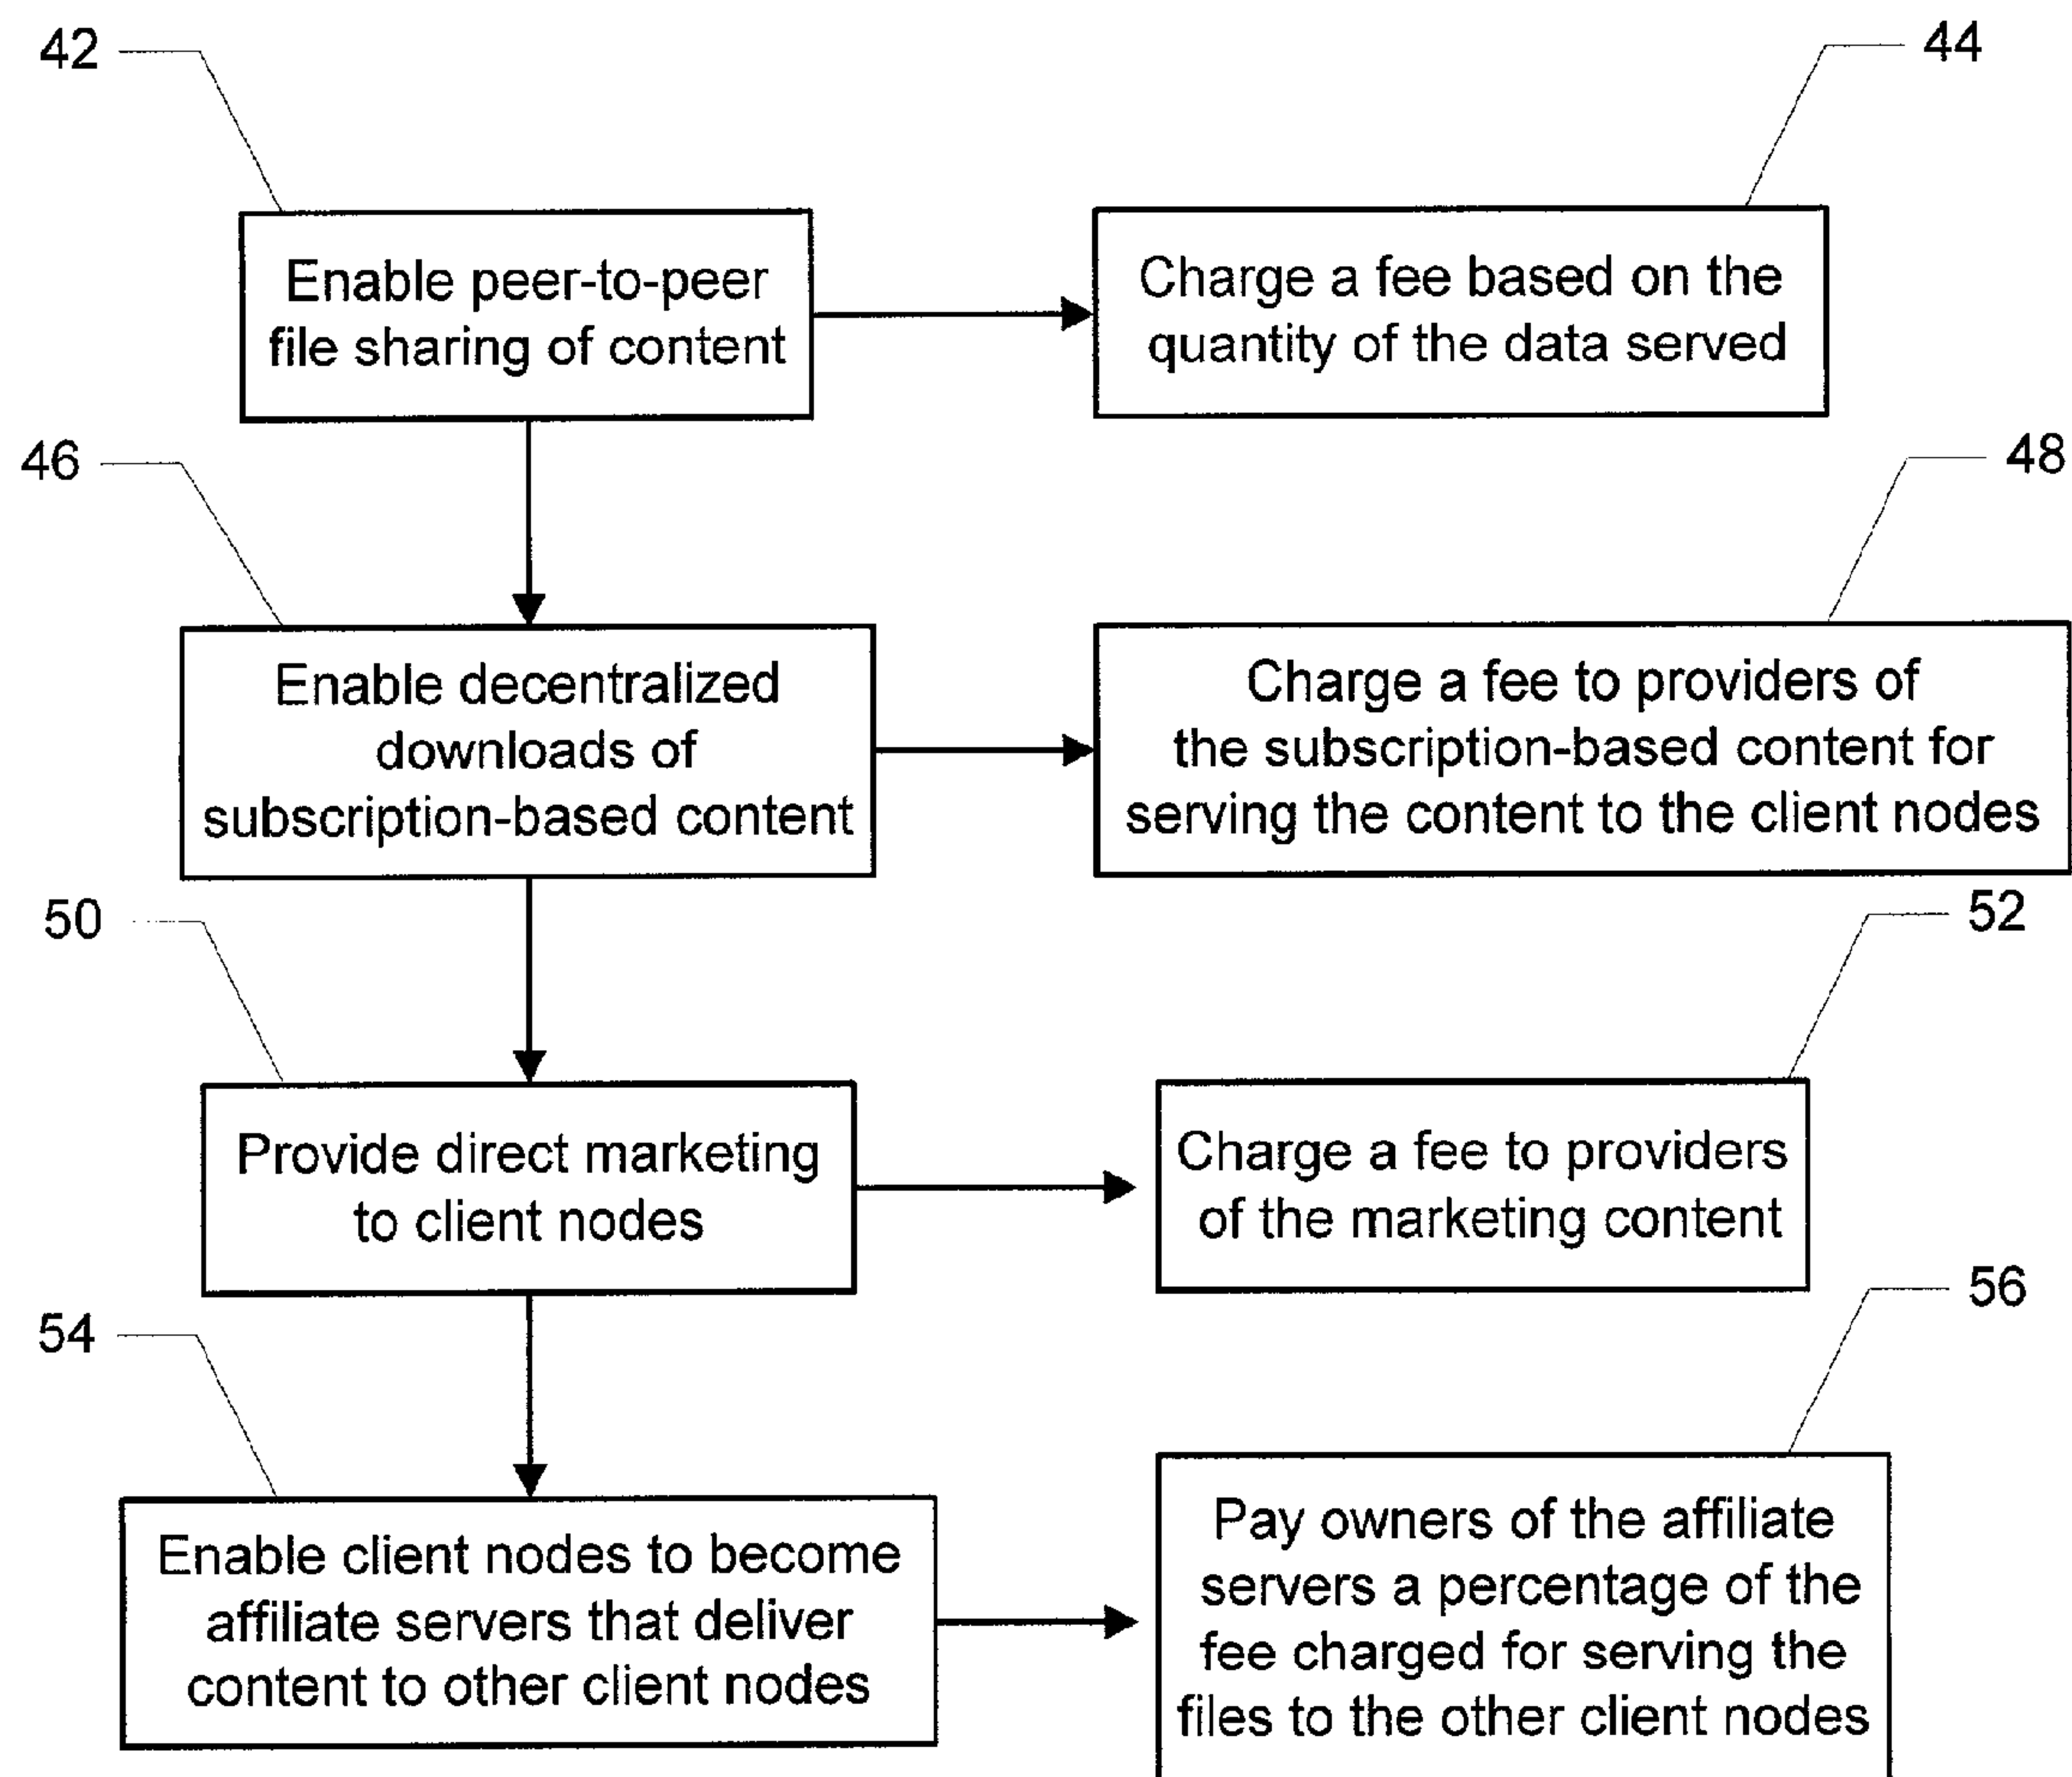 42
44
Enable peer-to-peer
file sharing of content
Charge a fee based on the
quantity of the data served
46
48
Enable decentralized
downloads of
subscription-based content
Charge a fee to providers of
the subscription-based content for
serving the content to the client nodes
50
52
Provide direct marketing
to client nodes
Charge a fee to providers
of the marketing content
54
56
Enable client nodes to become
affiliate servers that deliver
content to other client nodes
Pay owners of the affiliate
servers a percentage of the
fee charged for serving the
files to the other client nodes